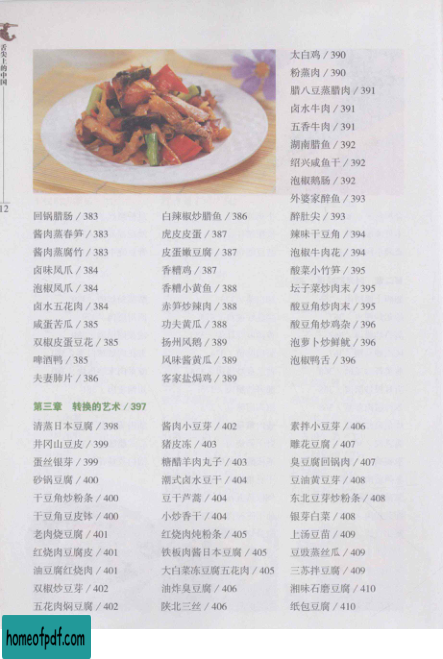 舌尖上的中国
12
太白鸡 / 390
粉蒸肉 / 390
腊八豆蒸腊肉 / 391
卤水牛肉 / 391
五香牛肉 / 391
湖南腊鱼 / 392
绍兴咸鱼干 / 392
泡椒鹅肠 / 392
外婆家醉鱼 / 393
回锅腊肠 / 383
酱肉蒸春笋 / 383
酱肉蒸腐竹 / 383
卤味凤爪 / 384
泡椒凤爪 / 384
卤水五花肉 / 384
咸蛋苦瓜 / 385
双椒皮蛋豆花 / 385
啤酒鸭 / 385
夫妻肺片 / 386
白辣椒炒腊鱼 / 386
虎皮皮蛋 / 387
皮蛋嫩豆腐 / 387
香糟鸡 / 387
香糟小黄鱼 / 388
赤笋炒辣肉 / 388
功夫黄瓜 / 388
扬州风鹅 / 389
风味酱黄瓜 / 389
客家盐焗鸡 / 389
醉肚尖 / 393
辣味干豆角 / 394
泡椒牛肉花 / 394
酸菜小竹笋 / 395
坛子菜炒肉末 / 395
酸豆角炒肉末 / 395
酸豆角炒鸡杂 / 396
泡萝卜炒鲜鱿 / 396
泡椒鸭舌 / 396
第三章 转换的艺术 / 397
清蒸日本豆腐 / 398
井冈山豆皮 / 399
蛋丝银芽 / 399
砂锅豆腐 / 400
干豆角炒粉条 / 400
干豆角豆皮钵 / 400
老肉烧豆腐 / 401
红烧肉豆腐皮 / 401
油豆腐红烧肉 / 401
双椒炒豆芽 / 402
五花肉焖豆腐 / 402
酱肉小豆芽 / 402
猪皮冻 / 403
糖醋羊肉丸子 / 403
潮式卤水豆干 / 404
豆干芦蒿 / 404
小炒香干 / 404
红烧肉炖粉条 / 405
铁板肉酱日本豆腐 / 405
大白菜冻豆腐五花肉 / 405
油炸臭豆腐 / 406
陕北三丝 / 406
素拌小豆芽 / 406
雕花豆腐 / 407
臭豆腐回锅肉 / 407
豆油黄豆芽 / 408
东北豆芽炒粉条 / 408
银芽白菜 / 408
上汤豆苗 / 409
豆豉蒸丝瓜 / 409
三苏拌豆腐 / 409
湘味石磨豆腐 / 410
纸包豆腐 / 410
homeofpdf.com